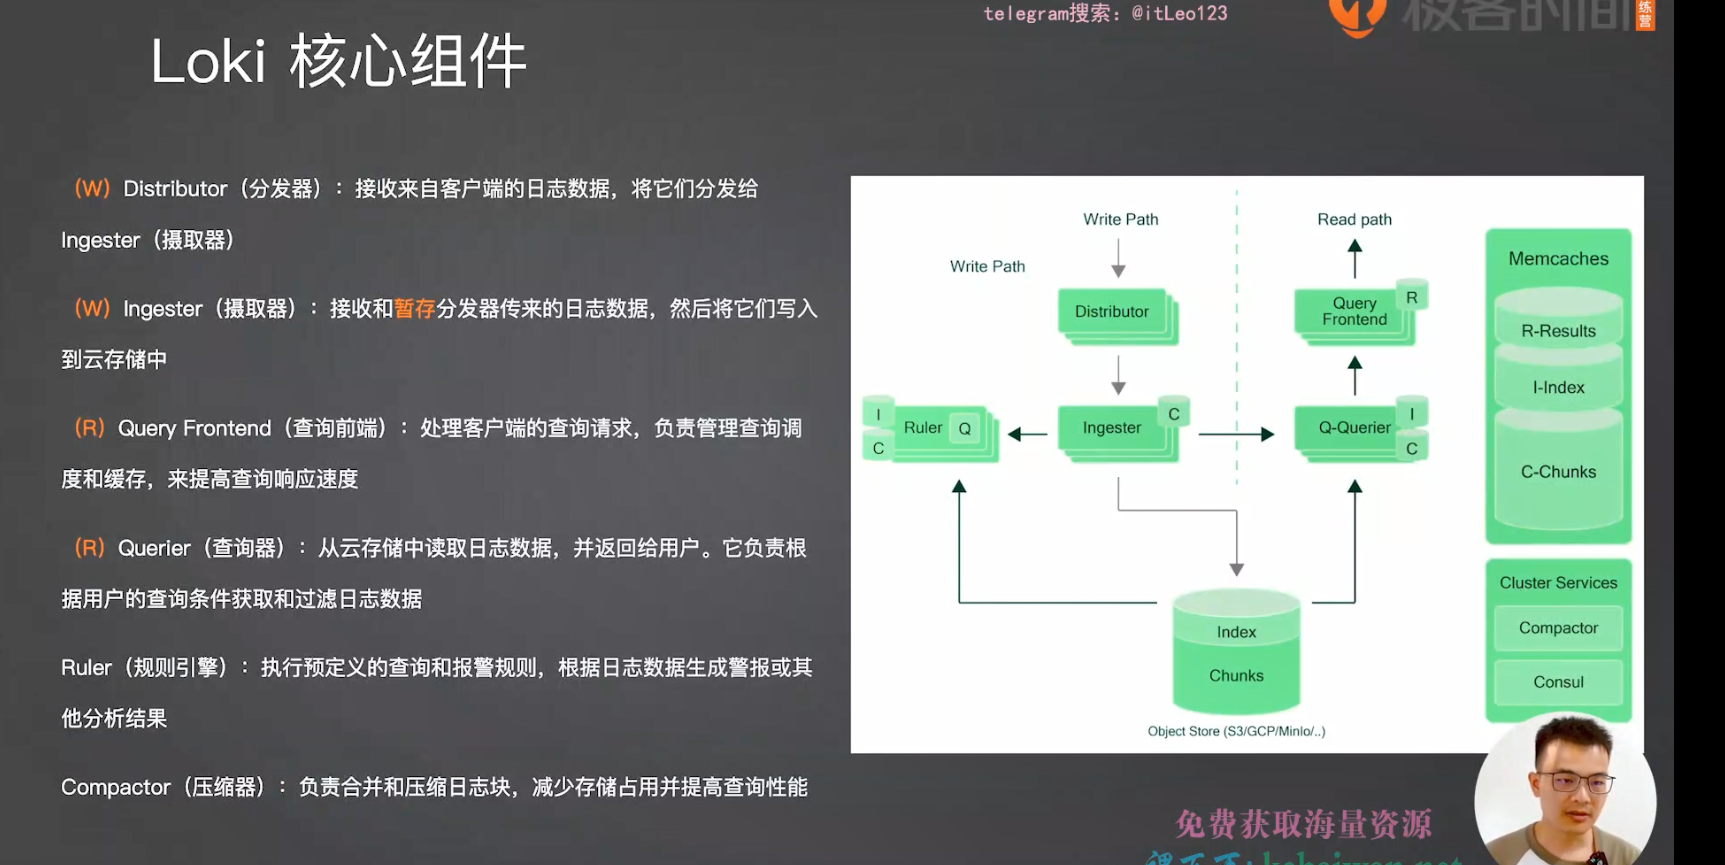 telegram搜索：@itLeo123
极客时间
练
营
Loki 核心组件
（W）Distributor（分发器）：接收来自客户端的日志数据，将它们分发给
Ingester（摄取器）
（W）Ingester（摄取器）：接收和暂存分发器传来的日志数据，然后将它们写入
到云存储中
（R）Query Frontend（查询前端）：处理客户端的查询请求，负责管理查询调
度和缓存，来提高查询响应速度
（R）Querier（查询器）：从云存储中读取日志数据，并返回给用户。它负责根
据用户的查询条件获取和过滤日志数据
Ruler（规则引擎）：执行预定义的查询和报警规则，根据日志数据生成警报或其
他分析结果
Compactor（压缩器）：负责合并和压缩日志块，减少存储占用并提高查询性能
Write Path
Read path
Write Path
Distributor
Query
Frontend
R
I
C
Ruler
Q
Ingester
C
Q-Querier
I
C
Index
Chunks
Object Store (S3/GCP/MinIo/..)
Memcaches
R-Results
I-Index
C-Chunks
Cluster Services
Compactor
Consul
免费获取海量资源